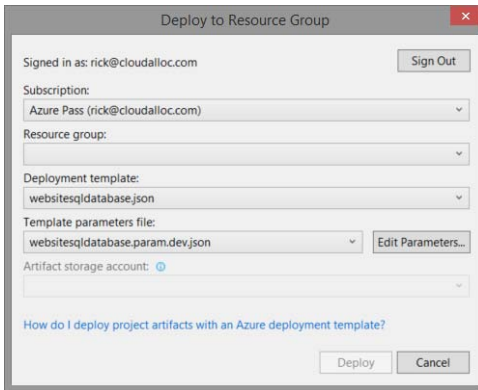 Deploy to Resource Group
Signed in as: rick@cloudalloc.com
Sign Out
Subscription:
Azure Pass (rick@cloudalloc.com)
Resource group:
Deployment template:
websitesqldatabase.json
Template parameters file:
websitesqldatabase.param.dev.json
Edit Parameters...
Artifact storage account:
How do I deploy project artifacts with an Azure deployment template?
Deploy
Cancel